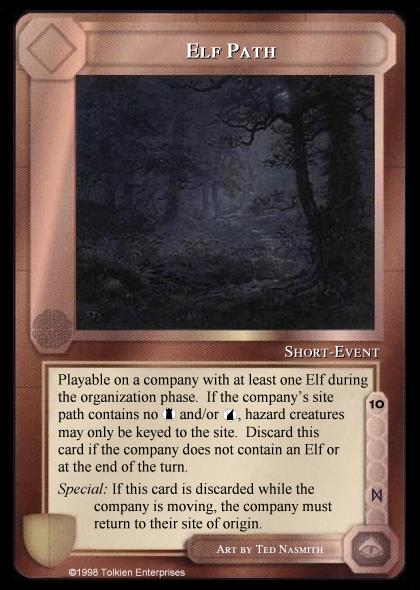 ELF PATH
SHORT-EVENT
Playable on a company with at least one Elf during
the organization phase. If the company's site
path contains no and/or , hazard creatures
may only be keyed to the site. Discard this
card if the company does not contain an Elf or
at the end of the turn.
Special: If this card is discarded while the
company is moving, the company must
return to their site of origin.
10
ART BY TED NASMITH
©1998 Tolkien Enterprises